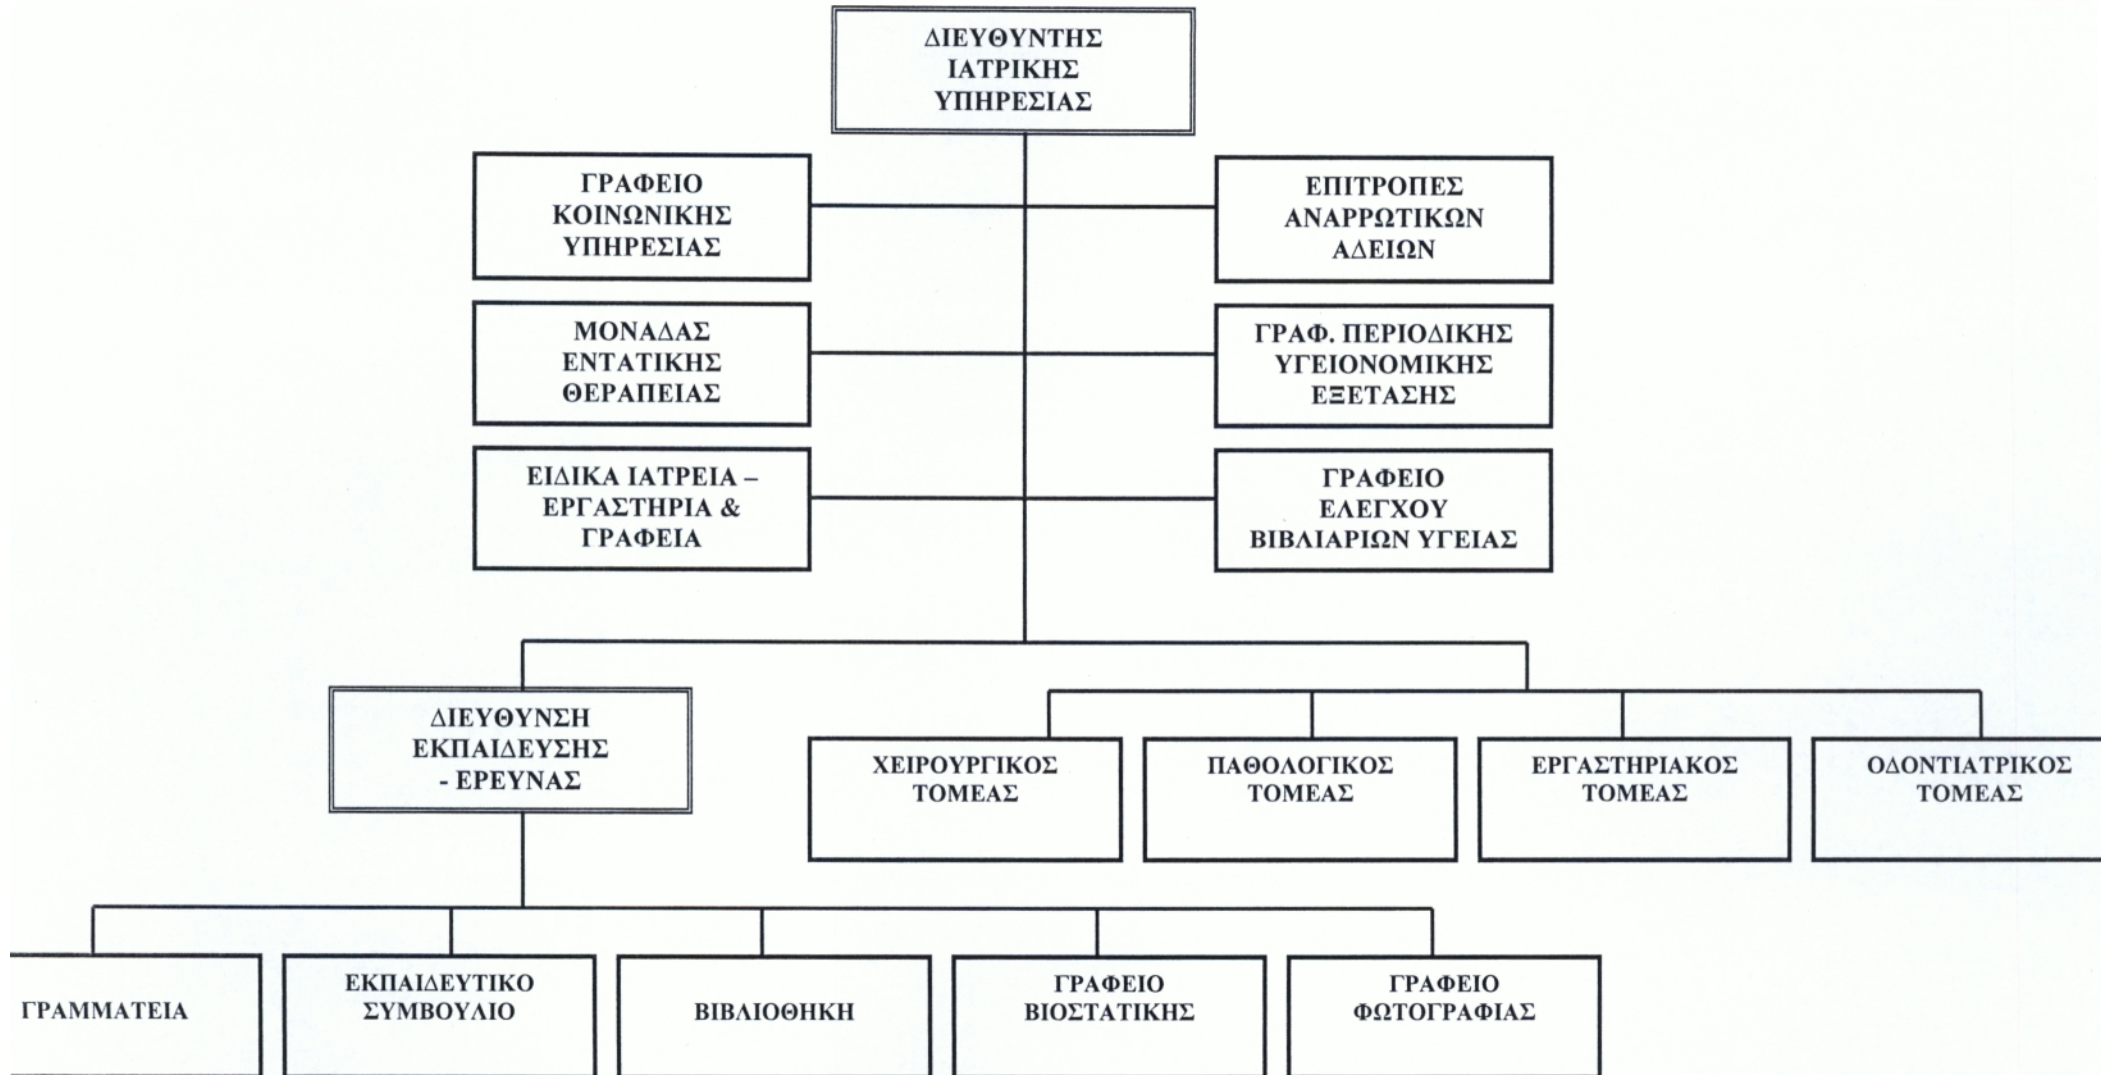 ΔΙΕΥΘΥΝΤΗΣ
ΙΑΤΡΙΚΗΣ
ΥΠΗΡΕΣΙΑΣ
ΓΡΑΦΕΙΟ
ΚΟΙΝΩΝΙΚΗΣ
ΥΠΗΡΕΣΙΑΣ
ΕΠΙΤΡΟΠΕΣ
ΑΝΑΡΡΩΤΙΚΩΝ
ΑΔΕΙΩΝ
ΜΟΝΑΔΑΣ
ΕΝΤΑΤΙΚΗΣ
ΘΕΡΑΠΕΙΑΣ
ΓΡΑΦ. ΠΕΡΙΟΔΙΚΗΣ
ΥΓΕΙΟΝΟΜΙΚΗΣ
ΕΞΕΤΑΣΗΣ
ΕΙΔΙΚΑ ΙΑΤΡΕΙΑ –
ΕΡΓΑΣΤΗΡΙΑ &
ΓΡΑΦΕΙΑ
ΓΡΑΦΕΙΟ
ΕΛΕΓΧΟΥ
ΒΙΒΛΙΑΡΙΩΝ ΥΓΕΙΑΣ
ΔΙΕΥΘΥΝΣΗ
ΕΚΠΑΙΔΕΥΣΗΣ
- ΕΡΕΥΝΑΣ
ΧΕΙΡΟΥΡΓΙΚΟΣ
ΤΟΜΕΑΣ
ΠΑΘΟΛΟΓΙΚΟΣ
ΤΟΜΕΑΣ
ΕΡΓΑΣΤΗΡΙΑΚΟΣ
ΤΟΜΕΑΣ
ΟΔΟΝΤΙΑΤΡΙΚΟΣ
ΤΟΜΕΑΣ
ΓΡΑΜΜΑΤΕΙΑ
ΕΚΠΑΙΔΕΥΤΙΚΟ
ΣΥΜΒΟΥΛΙΟ
ΒΙΒΛΙΟΘΗΚΗ
ΓΡΑΦΕΙΟ
ΒΙΟΣΤΑΤΙΚΗΣ
ΓΡΑΦΕΙΟ
ΦΩΤΟΓΡΑΦΙΑΣ